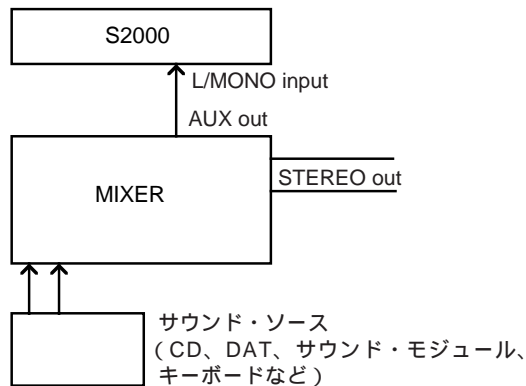 S2000
L/MONO input
AUX out
MIXER
STEREO out
サウンド・ソース
(CD、DAT、サウンド・モジュール、
キーボードなど)